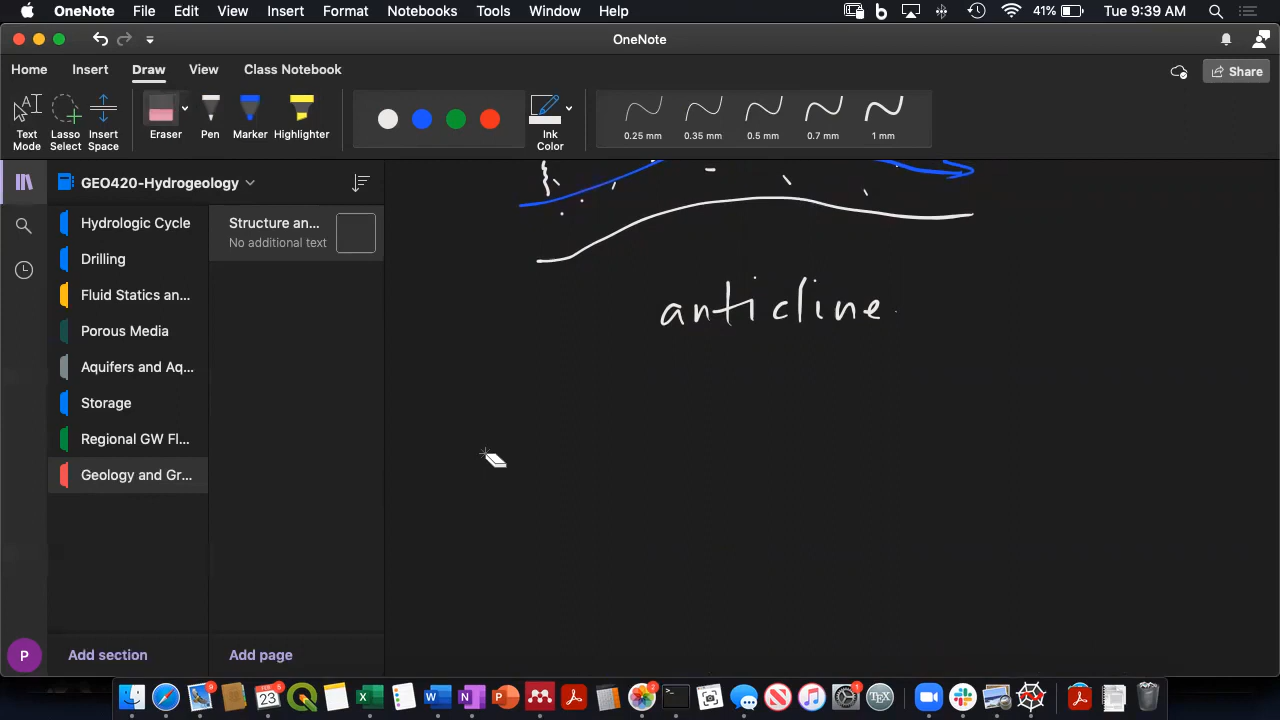 OneNote File Edit View Insert Format Notebooks Tools Window Help 41% Tue 9:39 AM
OneNote
Home Insert Draw View Class Notebook Share
Text Mode Lasso Select Insert Space Eraser Pen Marker Highlighter Ink Color 0.25 mm 0.35 mm 0.5 mm 0.7 mm 1 mm
GEO420-Hydrogeology
Hydrologic Cycle
Drilling
Fluid Statics an...
Porous Media
Aquifers and Aq...
Storage
Regional GW Fl...
Geology and Gr...
Structure an...
No additional text
anticline
P
Add section
Add page